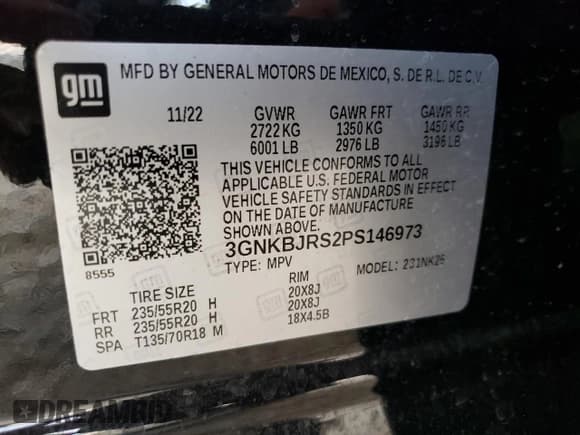 gm
MFD BY GENERAL MOTORS DE MEXICO, S. DE R.L. DE C.V.
11/22 GVWR GAWR FRT GAWR RR
2722 KG 1350 KG 1450 KG
6001 LB 2976 LB 3196 LB
THIS VEHICLE CONFORMS TO ALL
APPLICABLE U.S. FEDERAL MOTOR
VEHICLE SAFETY STANDARDS IN EFFECT
ON THE DATE OF MANUFACTURE
SHOWN ABOVE.
8555 3GNKBJRS2PS146973
TYPE: MPV MODEL: 231NK26
TIRE SIZE RIM
FRT 235/55R20 H 20X8J
RR 235/55R20 H 20X8J
SPA T135/70R18 M 18X4.5B
DREAMBID